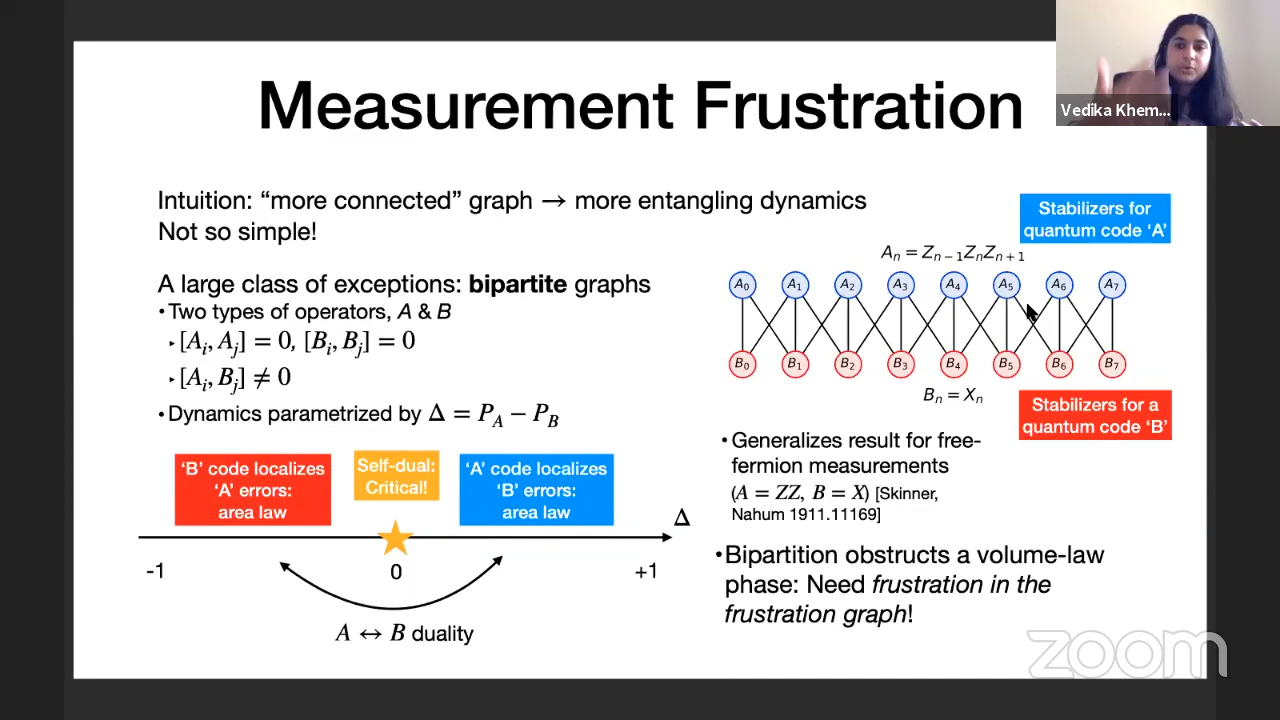 Measurement Frustration
Vedika Khem...
Intuition: “more connected” graph → more entangling dynamics
Not so simple!
A large class of exceptions: bipartite graphs
• Two types of operators, A & B
‣ [A_i, A_j] = 0, [B_i, B_j] = 0
‣ [A_i, B_j] ≠ 0
• Dynamics parametrized by Δ = P_A − P_B
‘B’ code localizes
‘A’ errors:
area law
Self-dual:
Critical!
‘A’ code localizes
‘B’ errors:
area law
Δ
-1
0
+1
A ↔ B duality
Stabilizers for
quantum code ‘A’
A_n = Z_{n−1}Z_nZ_{n+1}
A_0 A_1 A_2 A_3 A_4 A_5 A_6 A_7
B_0 B_1 B_2 B_3 B_4 B_5 B_6 B_7
B_n = X_n
Stabilizers for a
quantum code ‘B’
• Generalizes result for free-
fermion measurements
(A = ZZ, B = X) [Skinner,
Nahum 1911.11169]
• Bipartition obstructs a volume-law
phase: Need frustration in the
frustration graph!
zoom